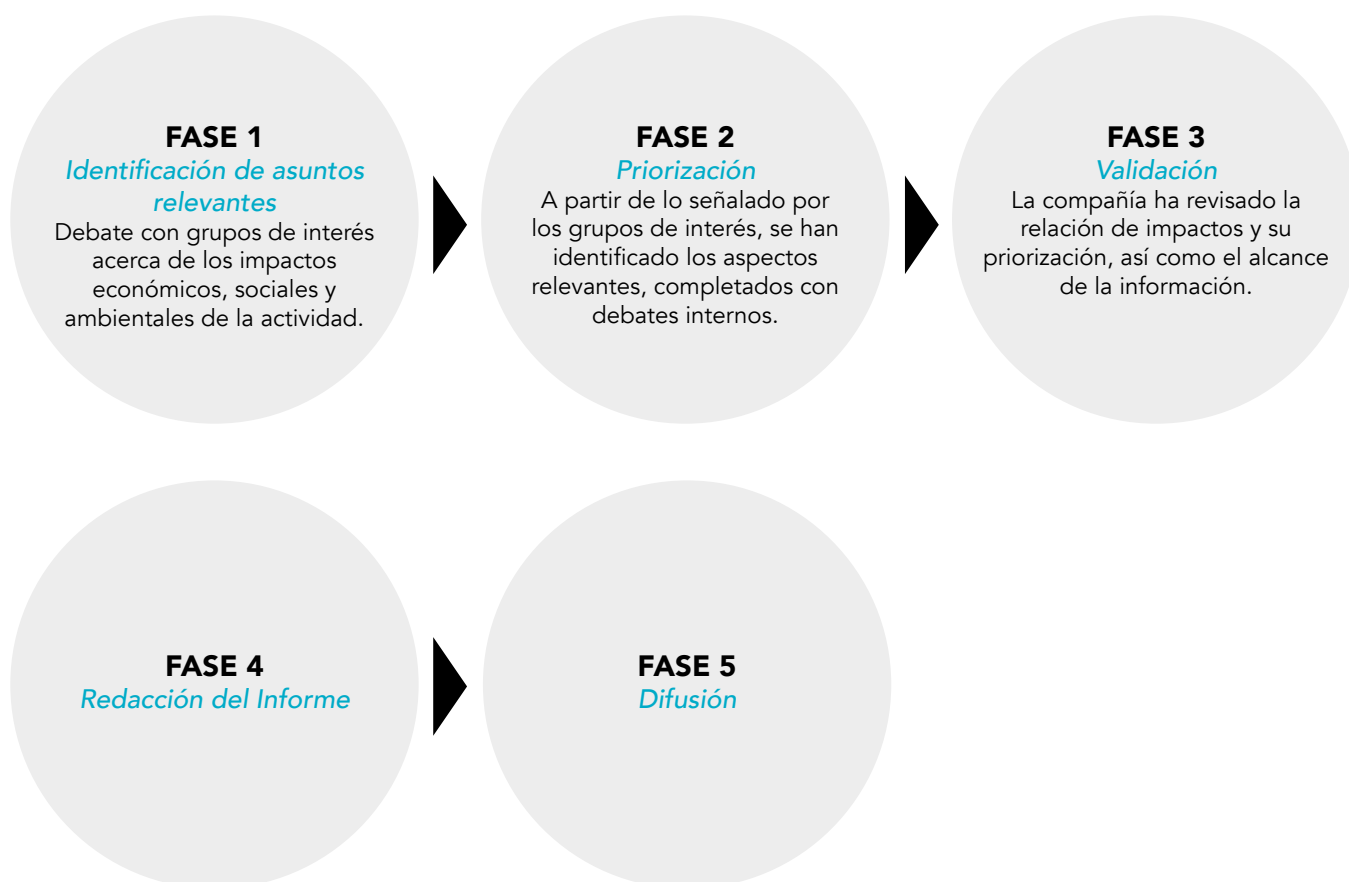 FASE 1
Identificación de asuntos
relevantes
Debate con grupos de interés
acerca de los impactos
económicos, sociales y
ambientales de la actividad.
FASE 2
Priorización
A partir de lo señalado por
los grupos de interés, se han
identificado los aspectos
relevantes, completados con
debates internos.
FASE 3
Validación
La compañía ha revisado la
relación de impactos y su
priorización, así como el alcance
de la información.
FASE 4
Redacción del Informe
FASE 5
Difusión